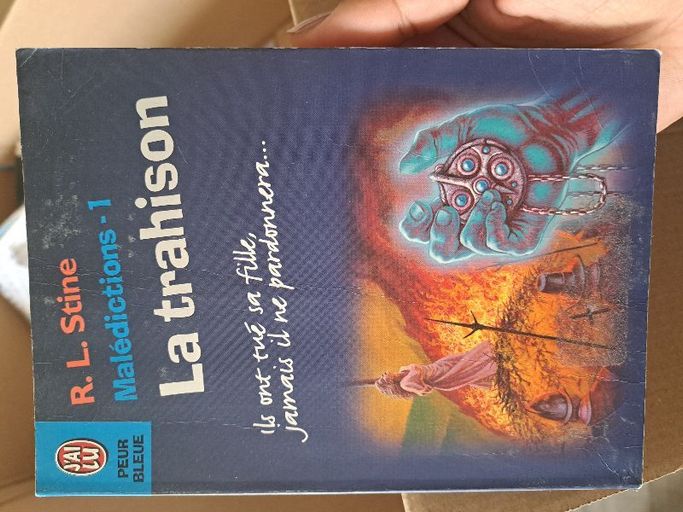 J'AI
LU
PEUR
BLEUE
R. L. Stine
Malédictions - 1
La trahison
ils ont tué sa fille,
jamais il ne pardonnera...